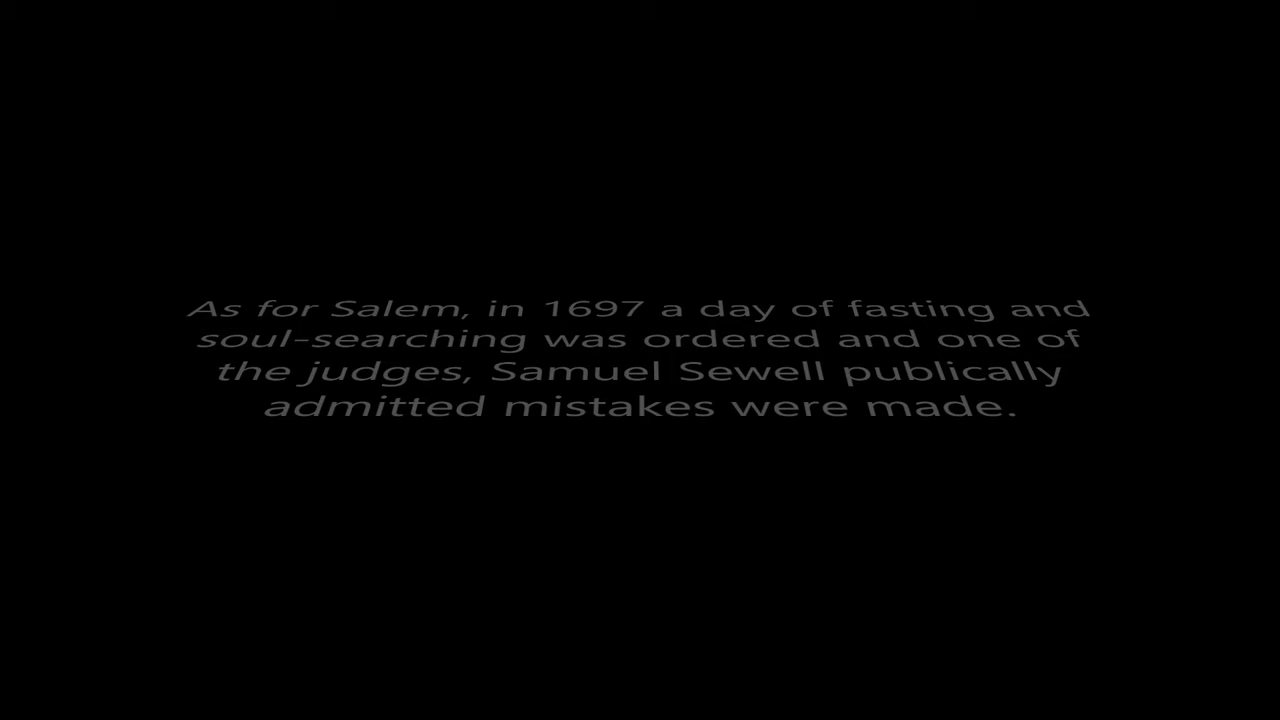 As for Salem, in 1697 a day of fasting and
soul-searching was ordered and one of
the judges, Samuel Sewell publically
admitted mistakes were made.